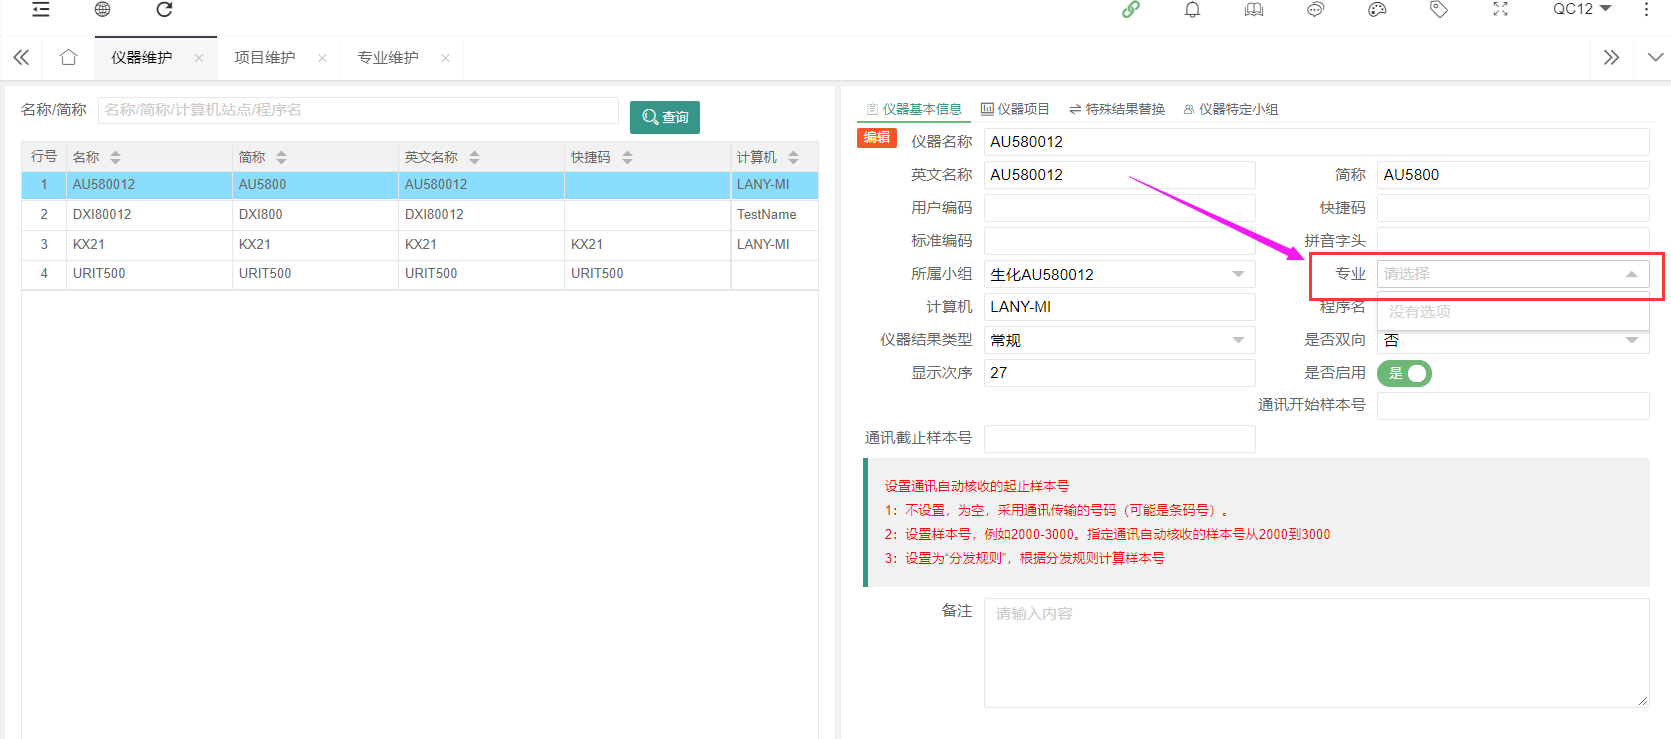 QC12
仪器维护
项目维护
专业维护
名称/简称
名称/简称/计算机站点/程序名
查询
行号 名称 简称 英文名称 快捷码 计算机
1 AU580012 AU5800 AU580012 LANY-MI
2 DXI80012 DXI800 DXI80012 TestName
3 KX21 KX21 KX21 KX21 LANY-MI
4 URIT500 URIT500 URIT500 URIT500
仪器基本信息 仪器项目 特殊结果替换 仪器特定小组
编辑
仪器名称 AU580012
英文名称 AU580012 简称 AU5800
用户编码 快捷码
标准编码 拼音字头
所属小组 生化AU580012 专业 请选择
计算机 LANY-MI 程序名 没有选项
仪器结果类型 常规 是否双向 否
显示次序 27 是否启用 是
通讯开始样本号
通讯截止样本号
设置通讯自动核收的起止样本号
1：不设置，为空，采用通讯传输的号码（可能是条码号）。
2：设置样本号，例如2000-3000。指定通讯自动核收的样本号从2000到3000
3：设置为“分发规则”，根据分发规则计算样本号
备注 请输入内容